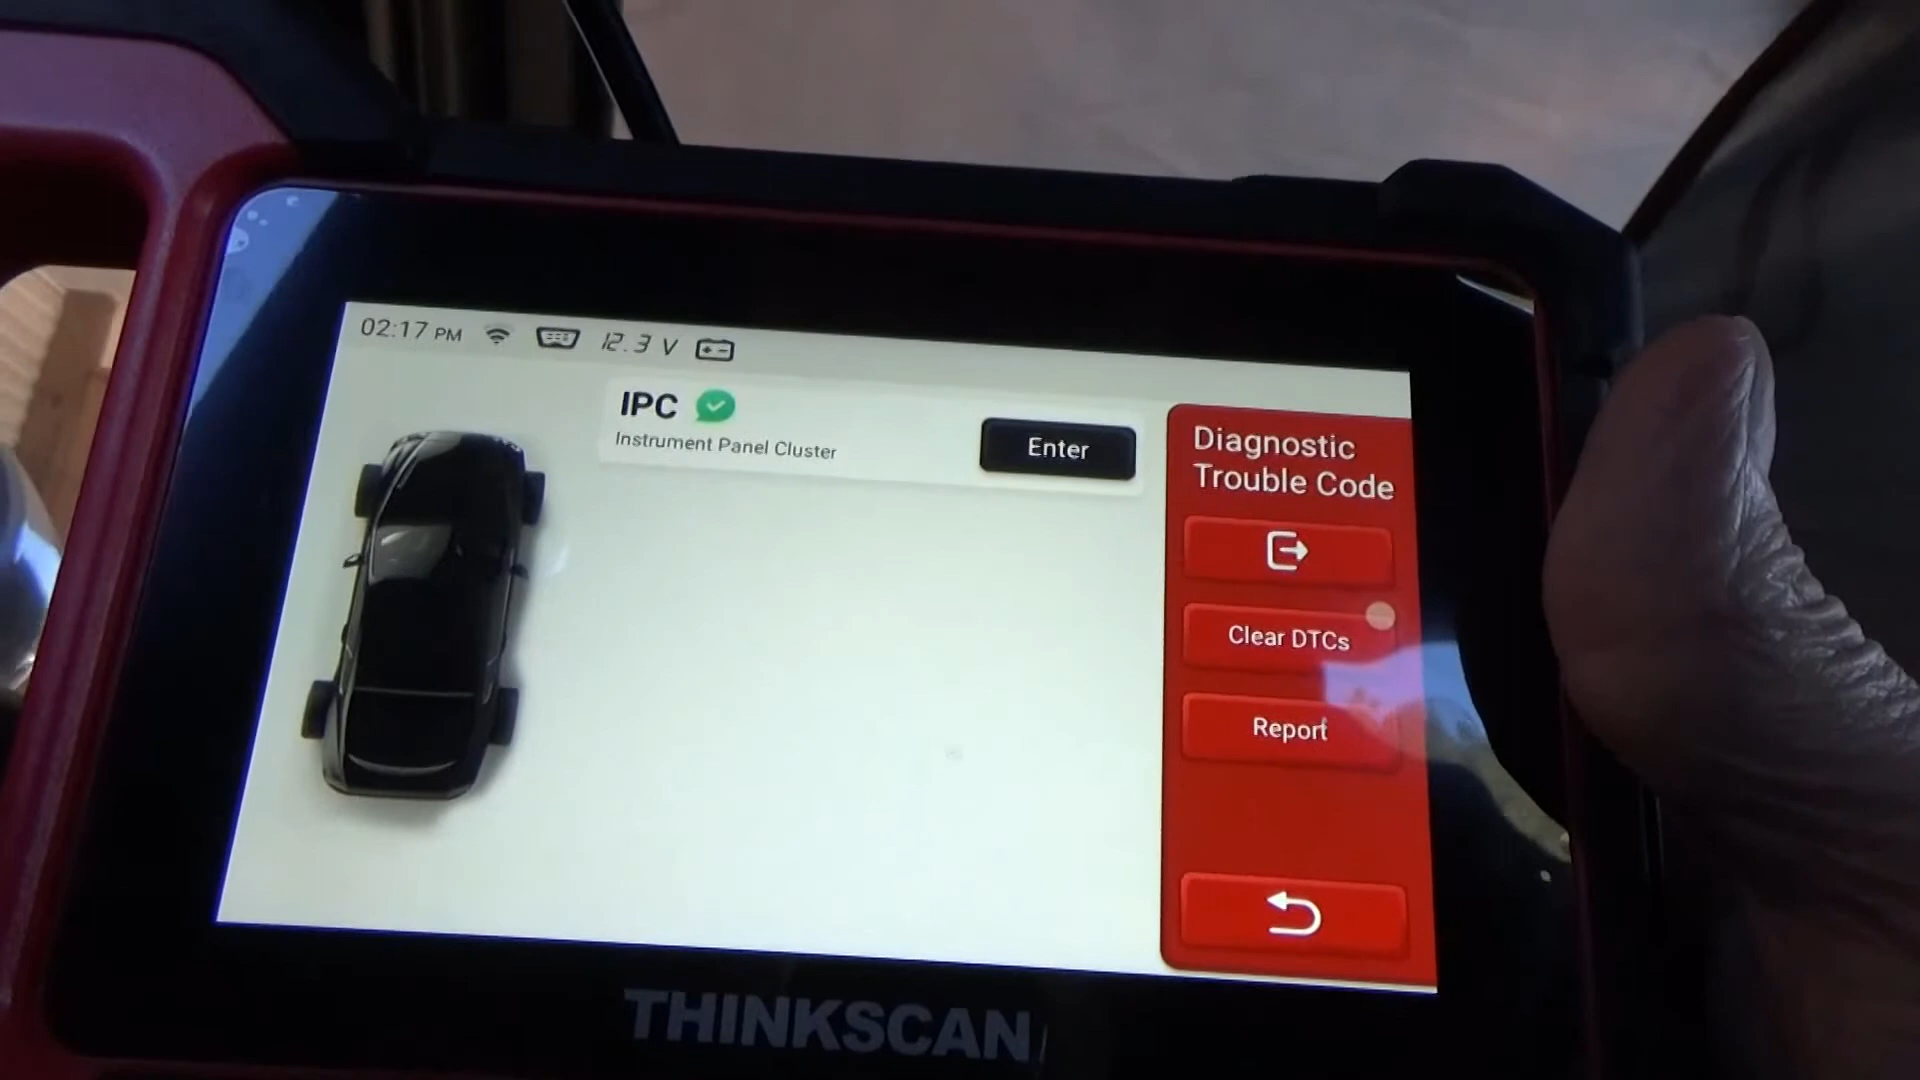 02:17 PM 12.3 V
IPC
Instrument Panel Cluster
Enter
Diagnostic
Trouble Code
Clear DTCs
Report
THINKSCAN